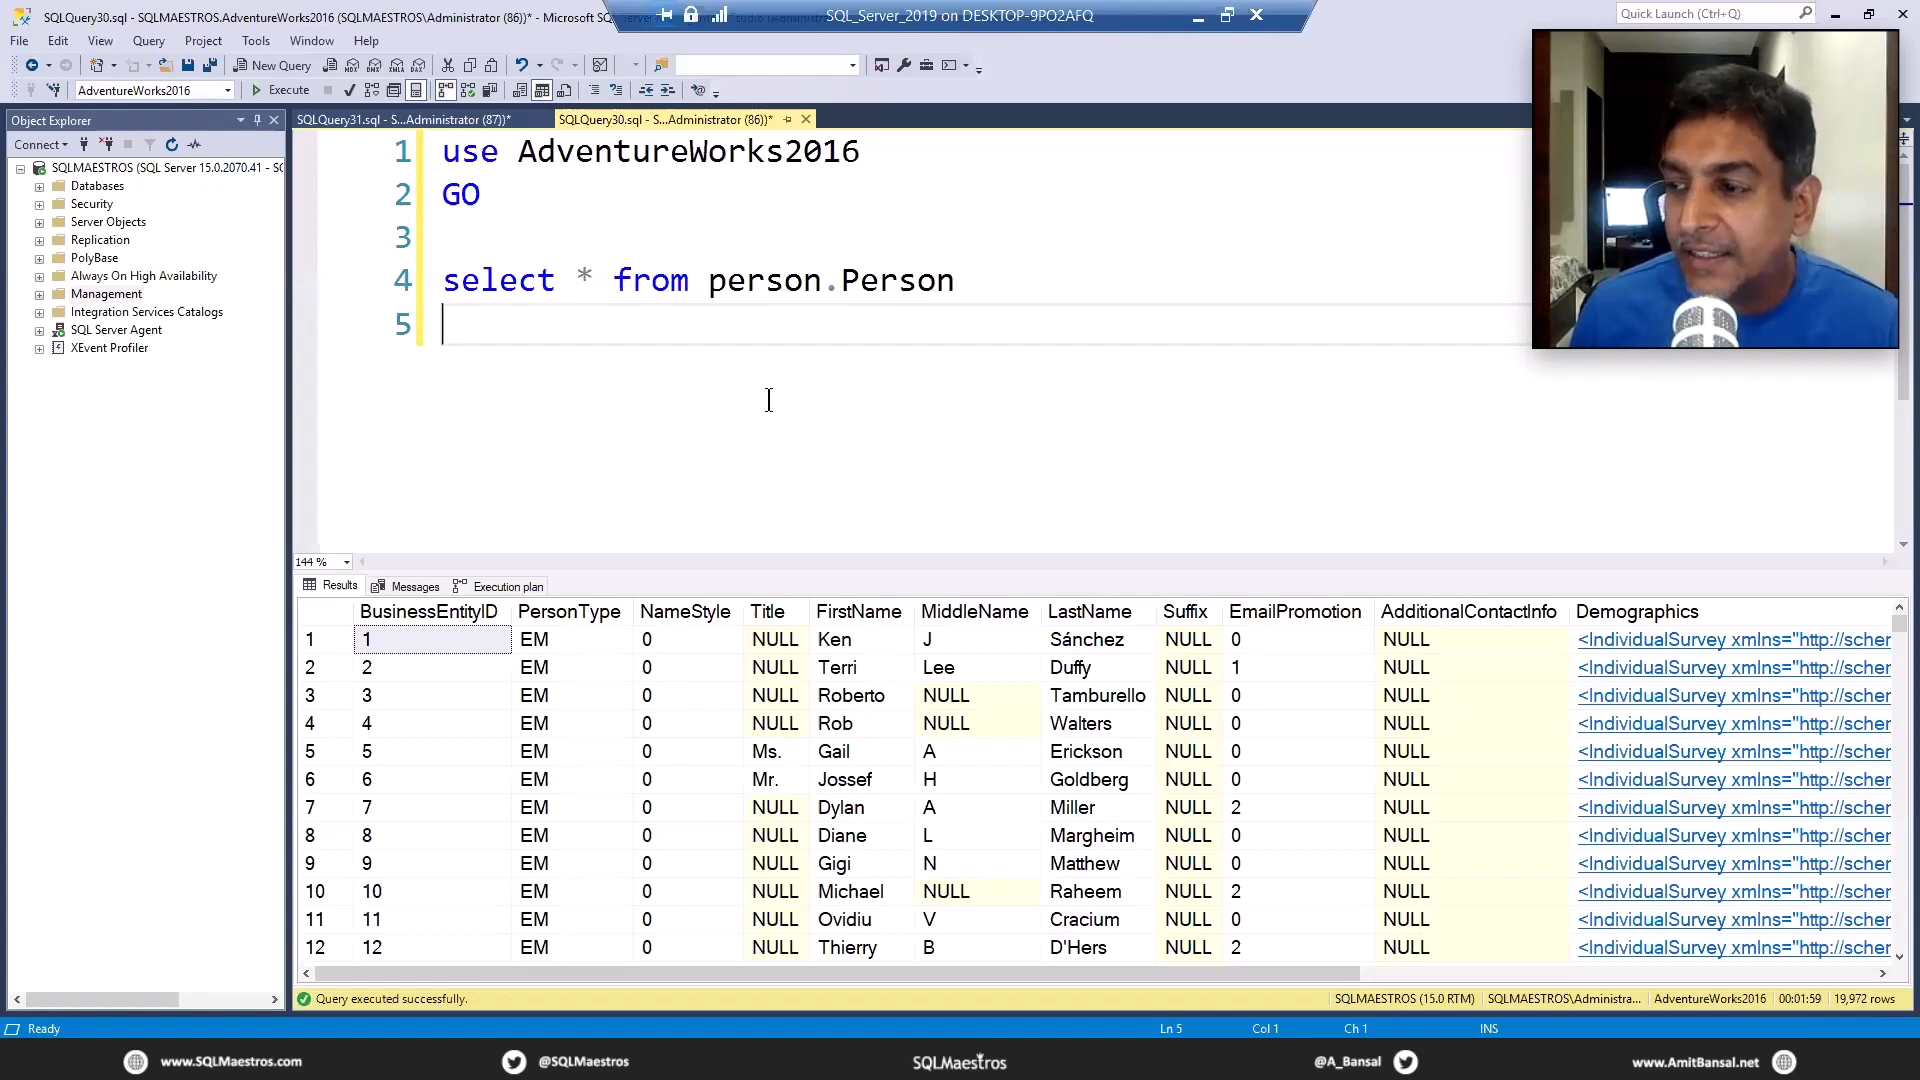 SQLQuery30.sql - SQLMAESTROS.AdventureWorks2016 (SQLMAESTROS\Administrator (86))* - Microsoft SQ
SQL_Server_2019 on DESKTOP-9PO2AFQ
Quick Launch (Ctrl+Q)
File Edit View Query Project Tools Window Help
New Query
AdventureWorks2016 Execute
Object Explorer
SQLQuery31.sql - S...Administrator (87))* SQLQuery30.sql - S...Administrator (86))*
Connect
SQLMAESTROS (SQL Server 15.0.2070.41 - SQ
Databases
Security
Server Objects
Replication
PolyBase
Always On High Availability
Management
Integration Services Catalogs
SQL Server Agent
XEvent Profiler
1 use AdventureWorks2016
2 GO
3
4 select * from person.Person
5
144 %
Results Messages Execution plan
BusinessEntityID PersonType NameStyle Title FirstName MiddleName LastName Suffix EmailPromotion AdditionalContactInfo Demographics
1 1 EM 0 NULL Ken J Sánchez NULL 0 NULL <IndividualSurvey xmlns="http://scher
2 2 EM 0 NULL Terri Lee Duffy NULL 1 NULL <IndividualSurvey xmlns="http://scher
3 3 EM 0 NULL Roberto NULL Tamburello NULL 0 NULL <IndividualSurvey xmlns="http://scher
4 4 EM 0 NULL Rob NULL Walters NULL 0 NULL <IndividualSurvey xmlns="http://scher
5 5 EM 0 Ms. Gail A Erickson NULL 0 NULL <IndividualSurvey xmlns="http://scher
6 6 EM 0 Mr. Jossef H Goldberg NULL 0 NULL <IndividualSurvey xmlns="http://scher
7 7 EM 0 NULL Dylan A Miller NULL 2 NULL <IndividualSurvey xmlns="http://scher
8 8 EM 0 NULL Diane L Margheim NULL 0 NULL <IndividualSurvey xmlns="http://scher
9 9 EM 0 NULL Gigi N Matthew NULL 0 NULL <IndividualSurvey xmlns="http://scher
10 10 EM 0 NULL Michael NULL Raheem NULL 2 NULL <IndividualSurvey xmlns="http://scher
11 11 EM 0 NULL Ovidiu V Cracium NULL 0 NULL <IndividualSurvey xmlns="http://scher
12 12 EM 0 NULL Thierry B D'Hers NULL 2 NULL <IndividualSurvey xmlns="http://scher
Query executed successfully. SQLMAESTROS (15.0 RTM) SQLMAESTROS\Administra... AdventureWorks2016 00:01:59 19,972 rows
Ready Ln 5 Col 1 Ch 1 INS
www.SQLMaestros.com @SQLMaestros SQLMaestros @A_Bansal www.AmitBansal.net